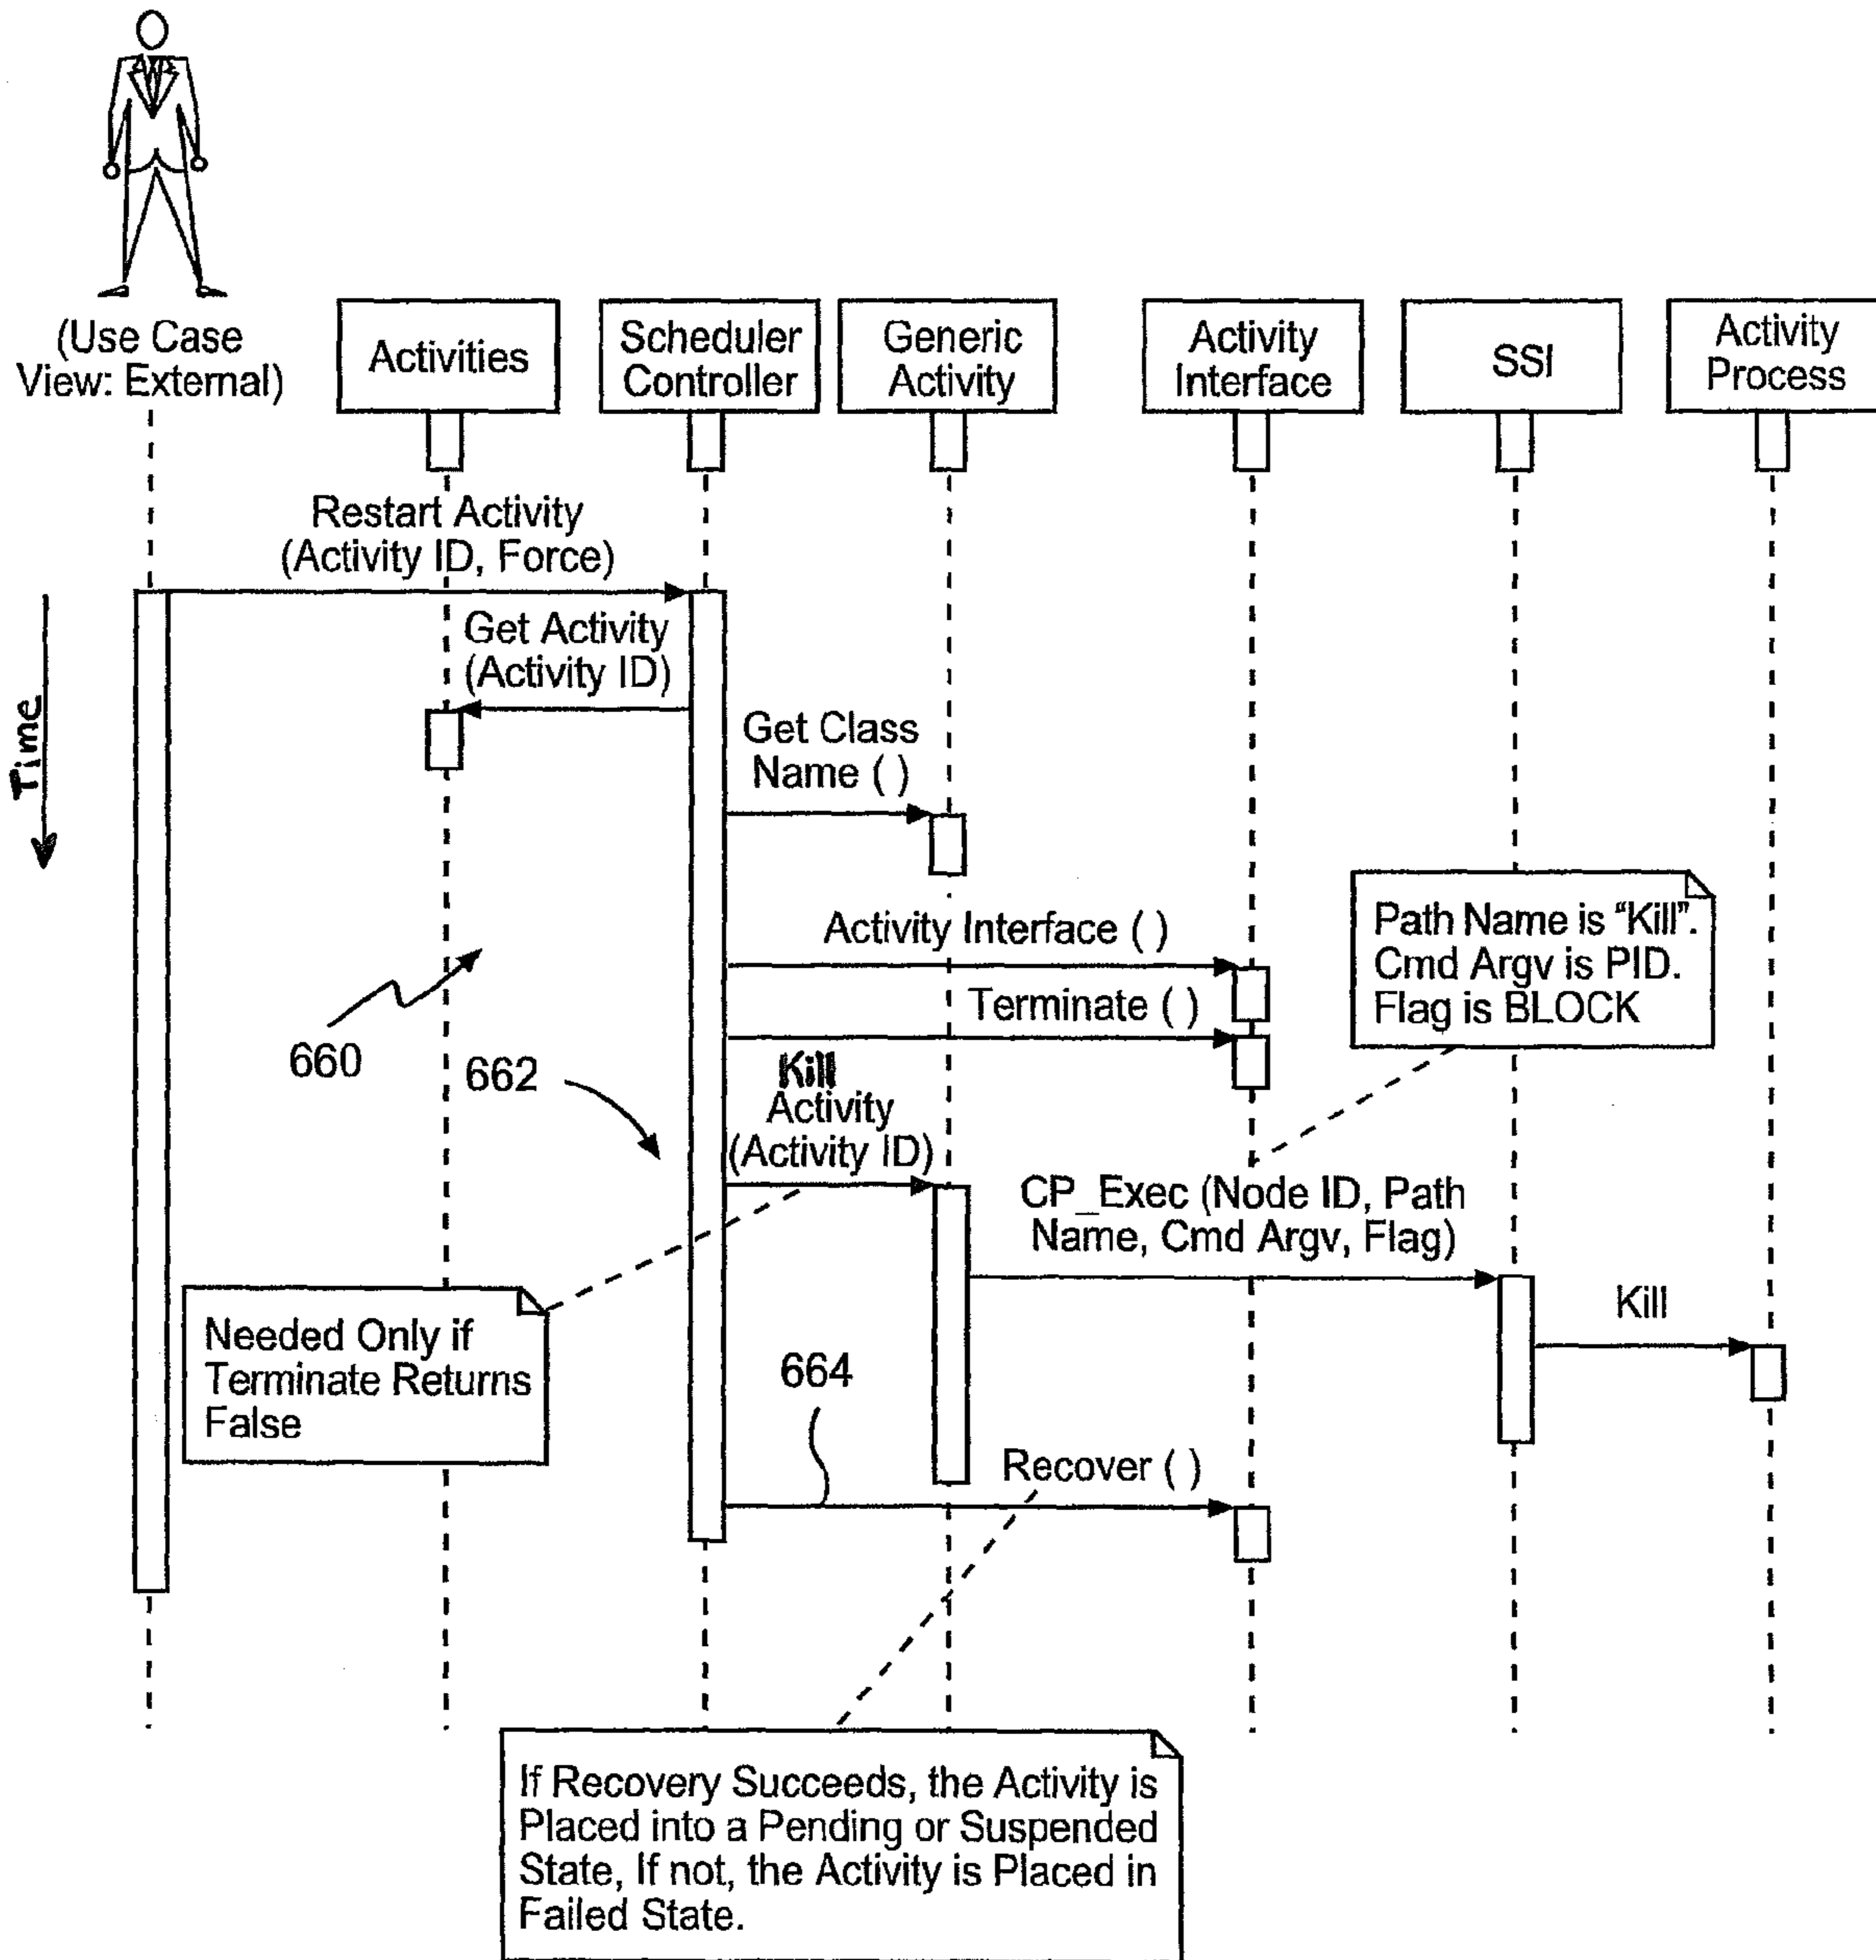 (Use Case
View: External)
Activities
Scheduler
Controller
Generic
Activity
Activity
Interface
SSI
Activity
Process
Restart Activity
(Activity ID, Force)
Get Activity
(Activity ID)
Time
Get Class
Name ( )
Activity Interface ( )
Path Name is “Kill”.
Cmd Argv is PID.
Flag is BLOCK
Terminate ( )
660
662
Kill
Activity
(Activity ID)
CP_Exec (Node ID, Path
Name, Cmd Argv, Flag)
Kill
Needed Only if
Terminate Returns
False
664
Recover ( )
If Recovery Succeeds, the Activity is
Placed into a Pending or Suspended
State, If not, the Activity is Placed in
Failed State.